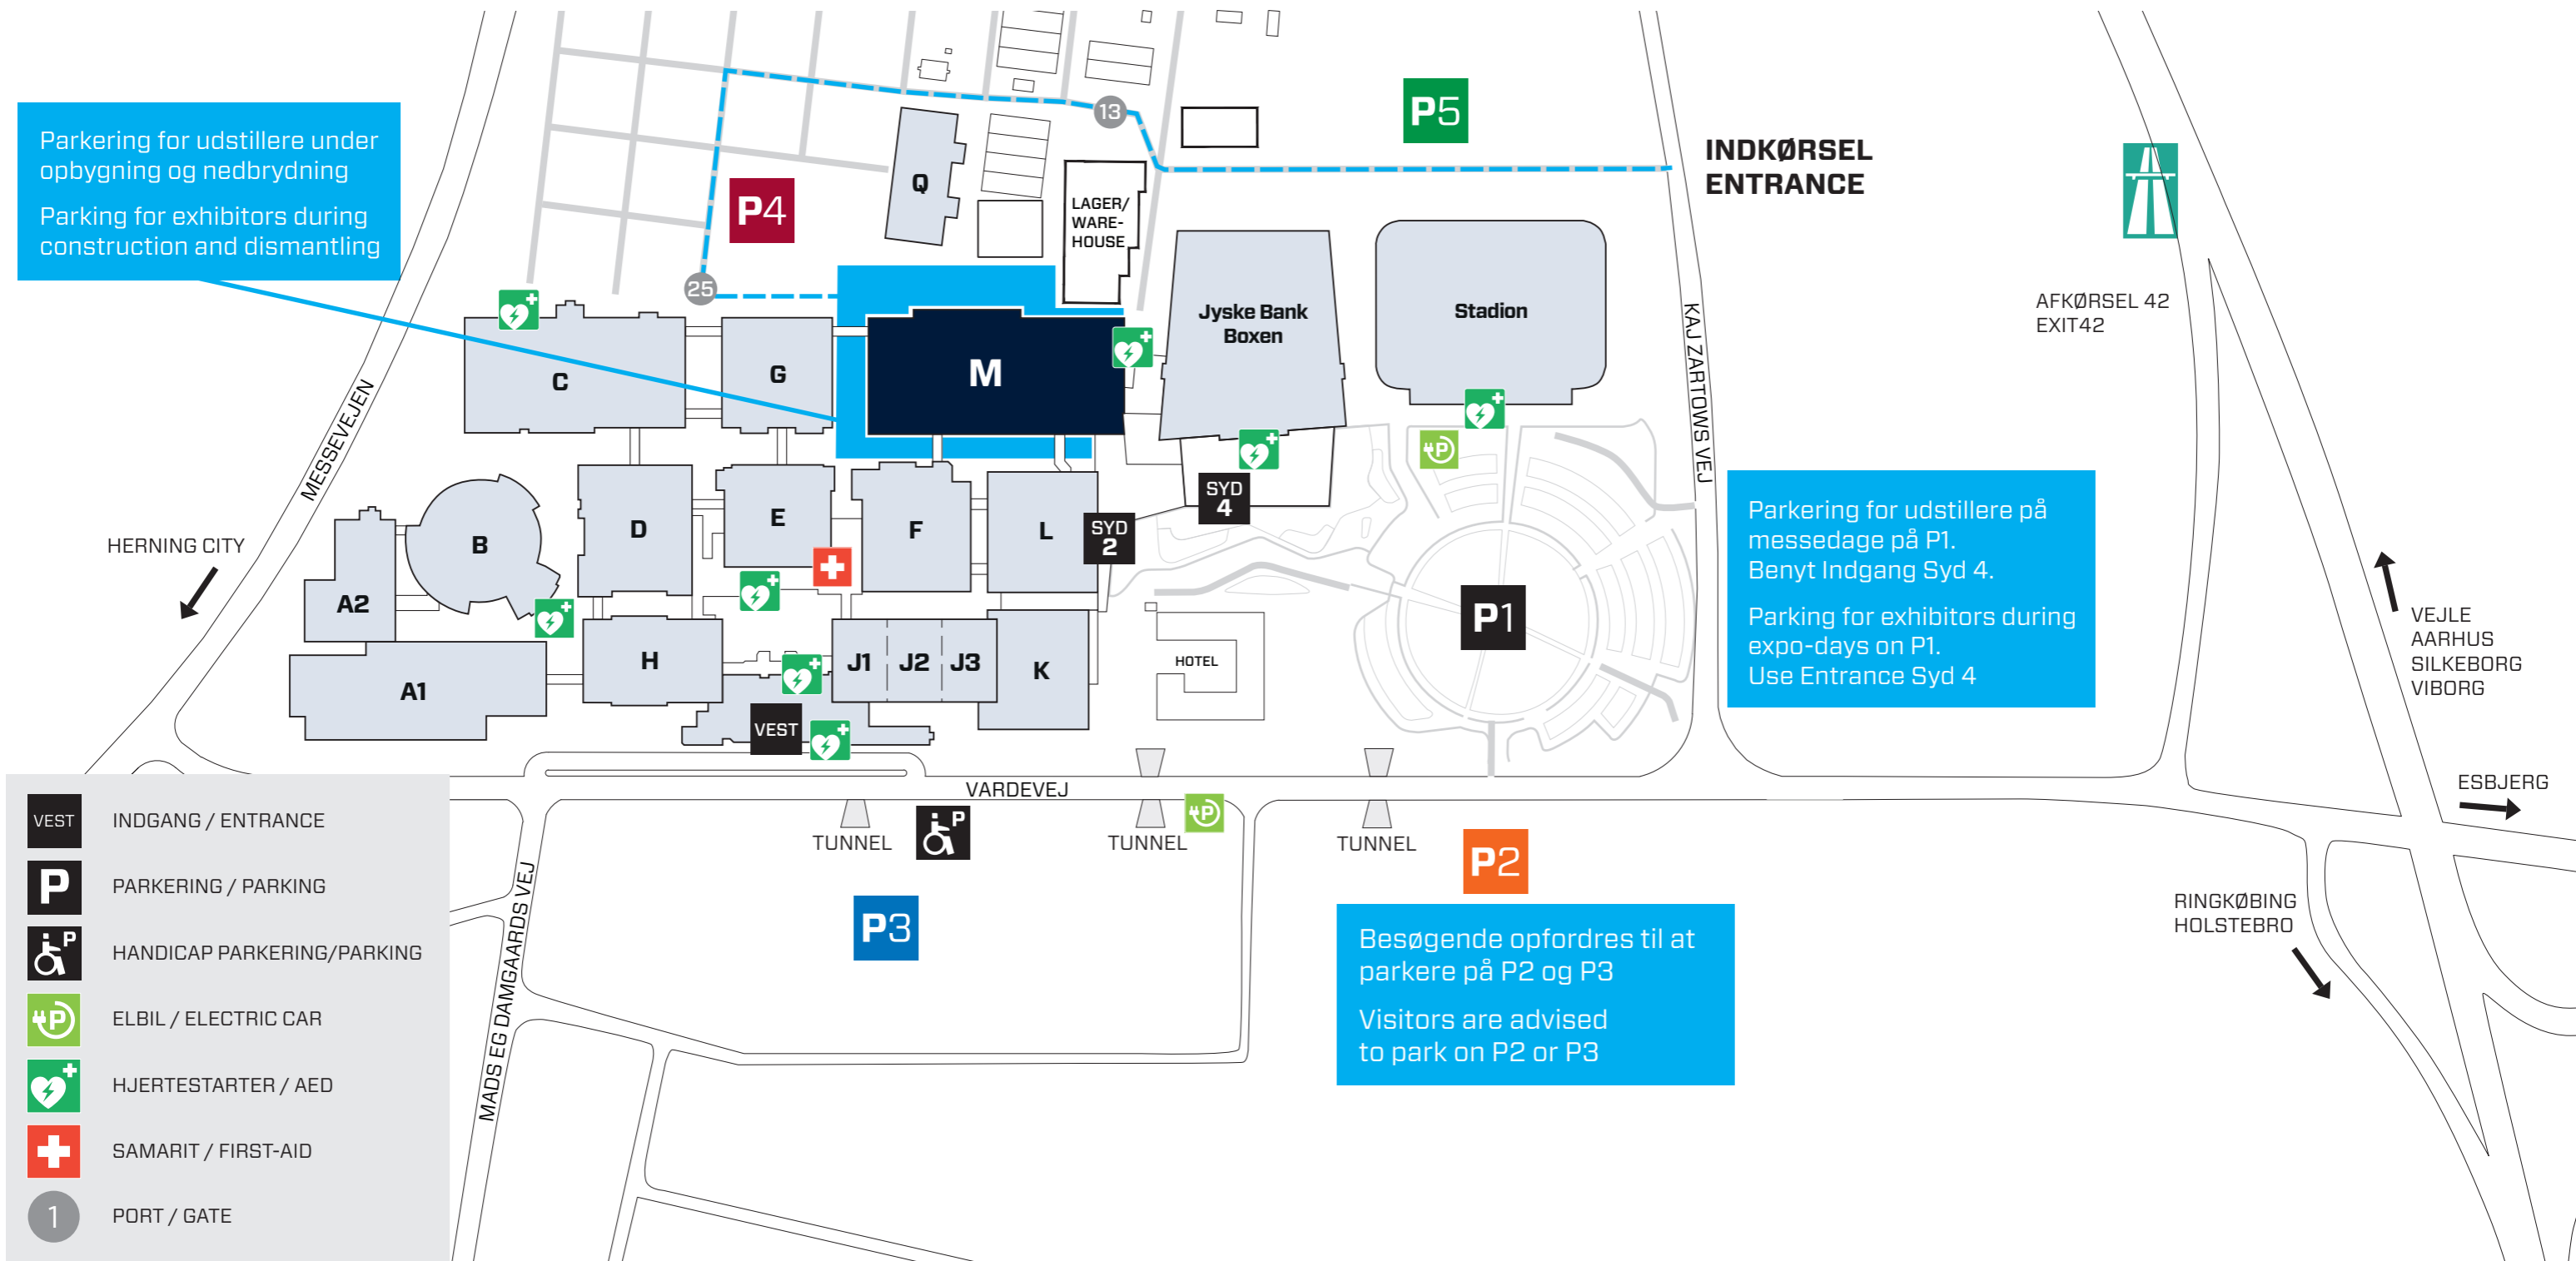 Parkering for udstillere under
opbygning og nedbrydning
Parking for exhibitors during
construction and dismantling
13
P5
INDKØRSEL
ENTRANCE
P4
Q
LAGER/
WARE-
HOUSE
25
C
G
M
Jyske Bank
Boxen
Stadion
KAJ ZARTOWS VEJ
AFKØRSEL 42
EXIT42
MESSEVEJEN
P
HERNING CITY
A2
B
D
E
F
L
SYD
2
SYD
4
P1
Parkering for udstillere på
messedage på P1.
Benyt Indgang Syd 4.
Parking for exhibitors during
expo-days on P1.
Use Entrance Syd 4
VEJLE
AARHUS
SILKEBORG
VIBORG
A1
H
J1
J2
J3
K
HOTEL
VEST
VARDEVEJ
ESBJERG
TUNNEL
P
TUNNEL
P
TUNNEL
P2
P3
RINGKØBING
HOLSTEBRO
Besøgende opfordres til at
parkere på P2 og P3
Visitors are advised
to park on P2 or P3
MADS EG DAMGAARDS VEJ
VEST INDGANG / ENTRANCE
P PARKERING / PARKING
P HANDICAP PARKERING/PARKING
P ELBIL / ELECTRIC CAR
HJERTESTARTER / AED
SAMARIT / FIRST-AID
1 PORT / GATE